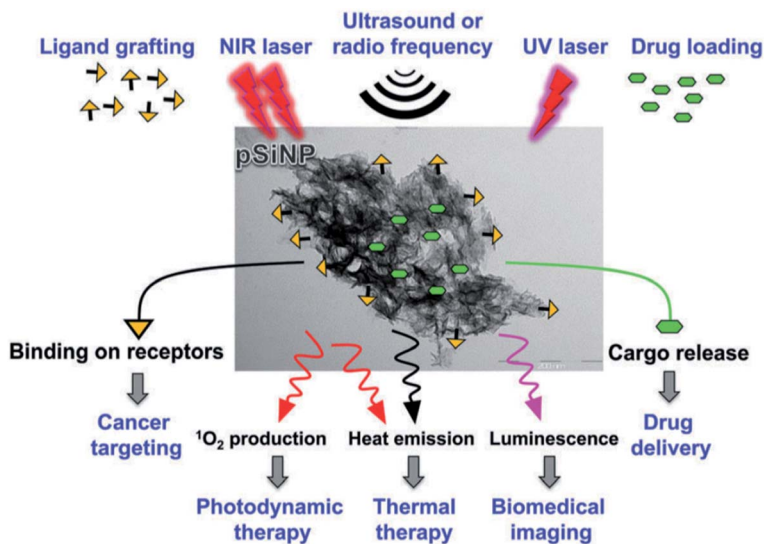 Ultrasound or
radio frequency
Ligand grafting
NIR laser
UV laser
Drug loading
pSiNP
Binding on receptors
Cargo release
Cancer
targeting
Drug
delivery
¹O₂ production
Heat emission
Luminescence
Photodynamic
therapy
Thermal
therapy
Biomedical
imaging